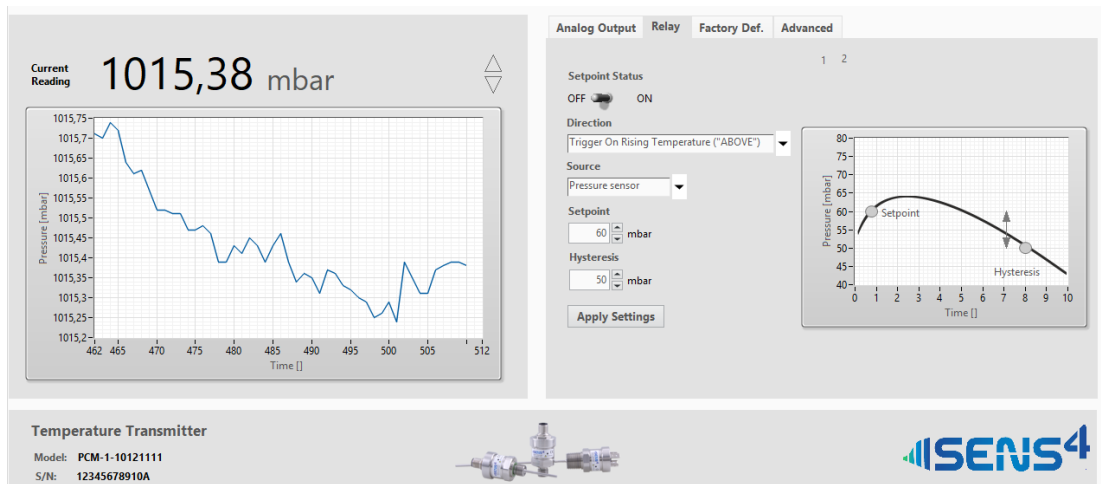 Current
Reading
1015,38 mbar
1015,75
1015,7
1015,65
1015,6
1015,55
1015,5
1015,45
1015,4
1015,35
1015,3
1015,25
1015,2
Pressure [mbar]
462 465 470 475 480 485 490 495 500 505 512
Time []
Analog Output Relay Factory Def. Advanced
1 2
Setpoint Status
OFF ON
Direction
Trigger On Rising Temperature ("ABOVE")
Source
Pressure sensor
Setpoint
60 mbar
Hysteresis
50 mbar
Apply Settings
80
75
70
65
60
55
50
45
40
Pressure [mbar]
Setpoint
Hysteresis
0 1 2 3 4 5 6 7 8 9 10
Time []
Temperature Transmitter
Model: PCM-1-10121111
S/N: 12345678910A
SENS4